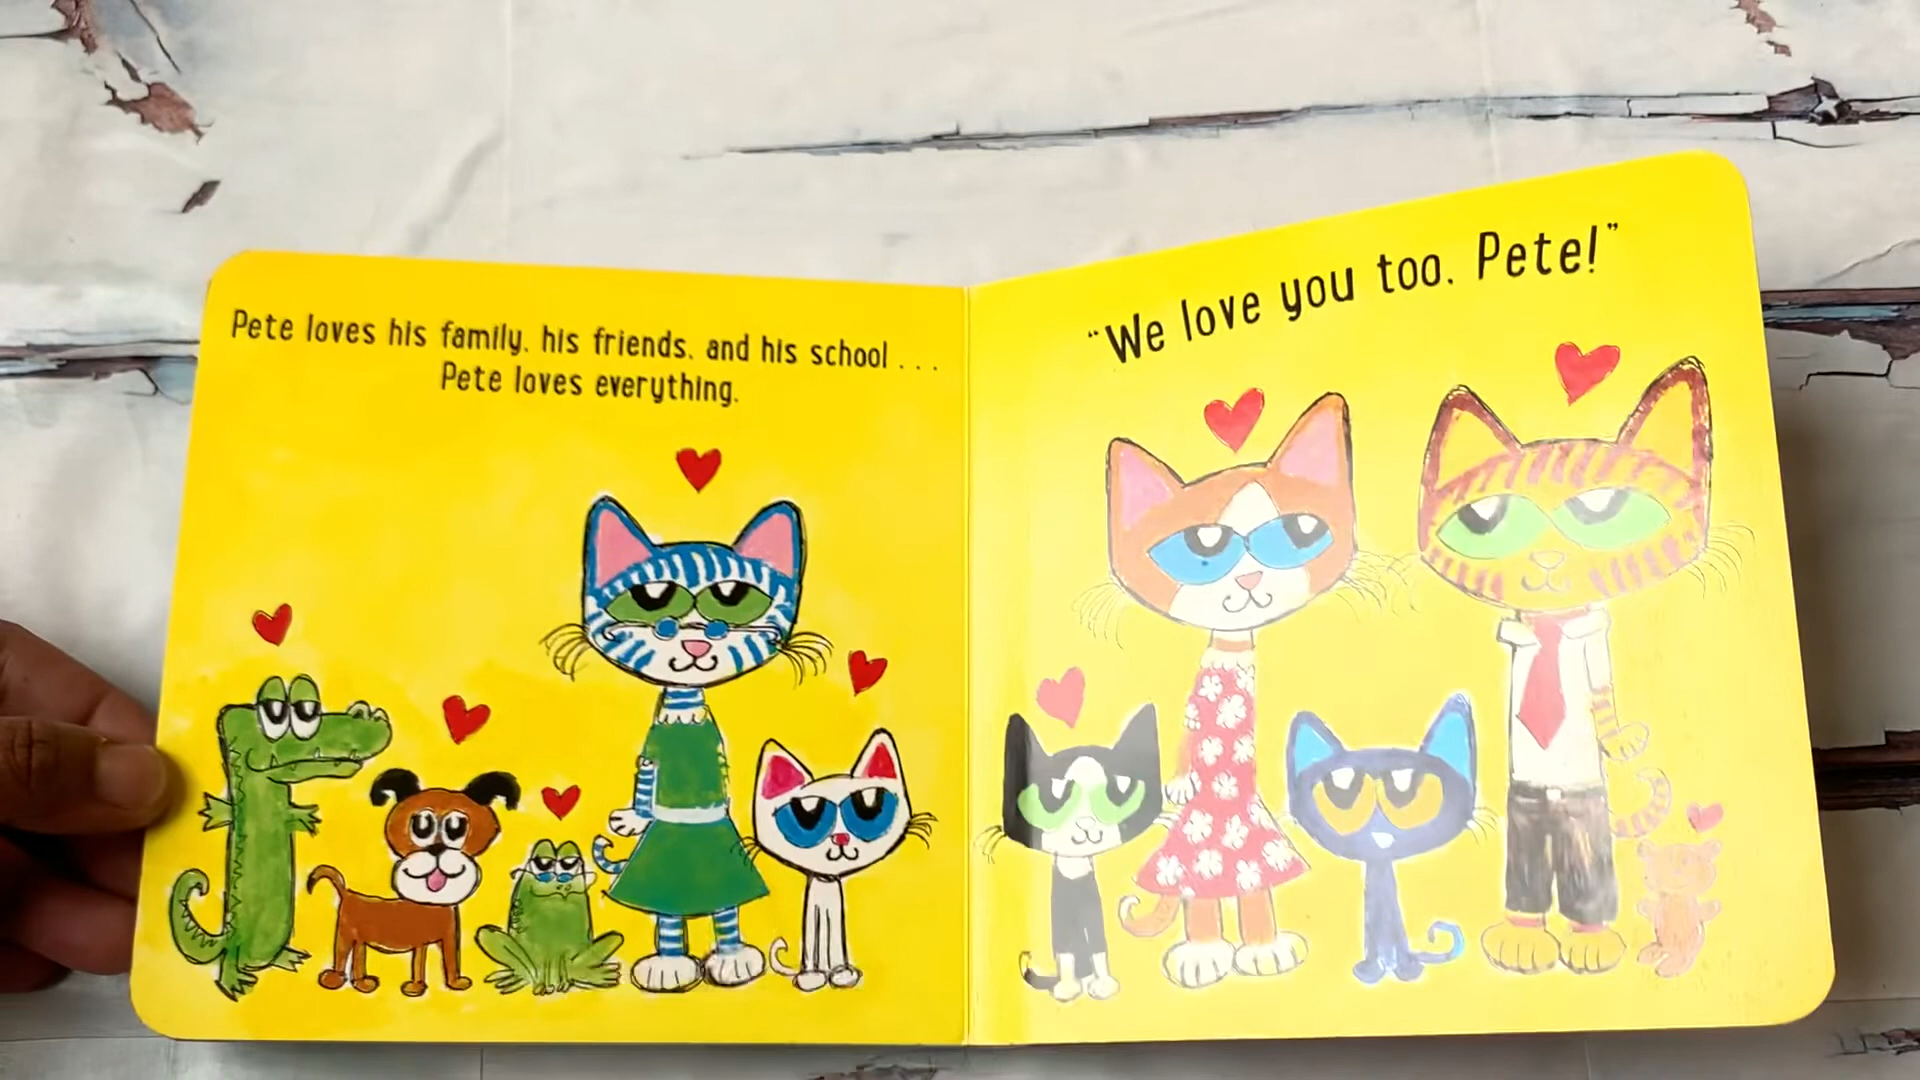 Pete loves his family, his friends, and his school . . .
Pete loves everything.
“We love you too, Pete!”